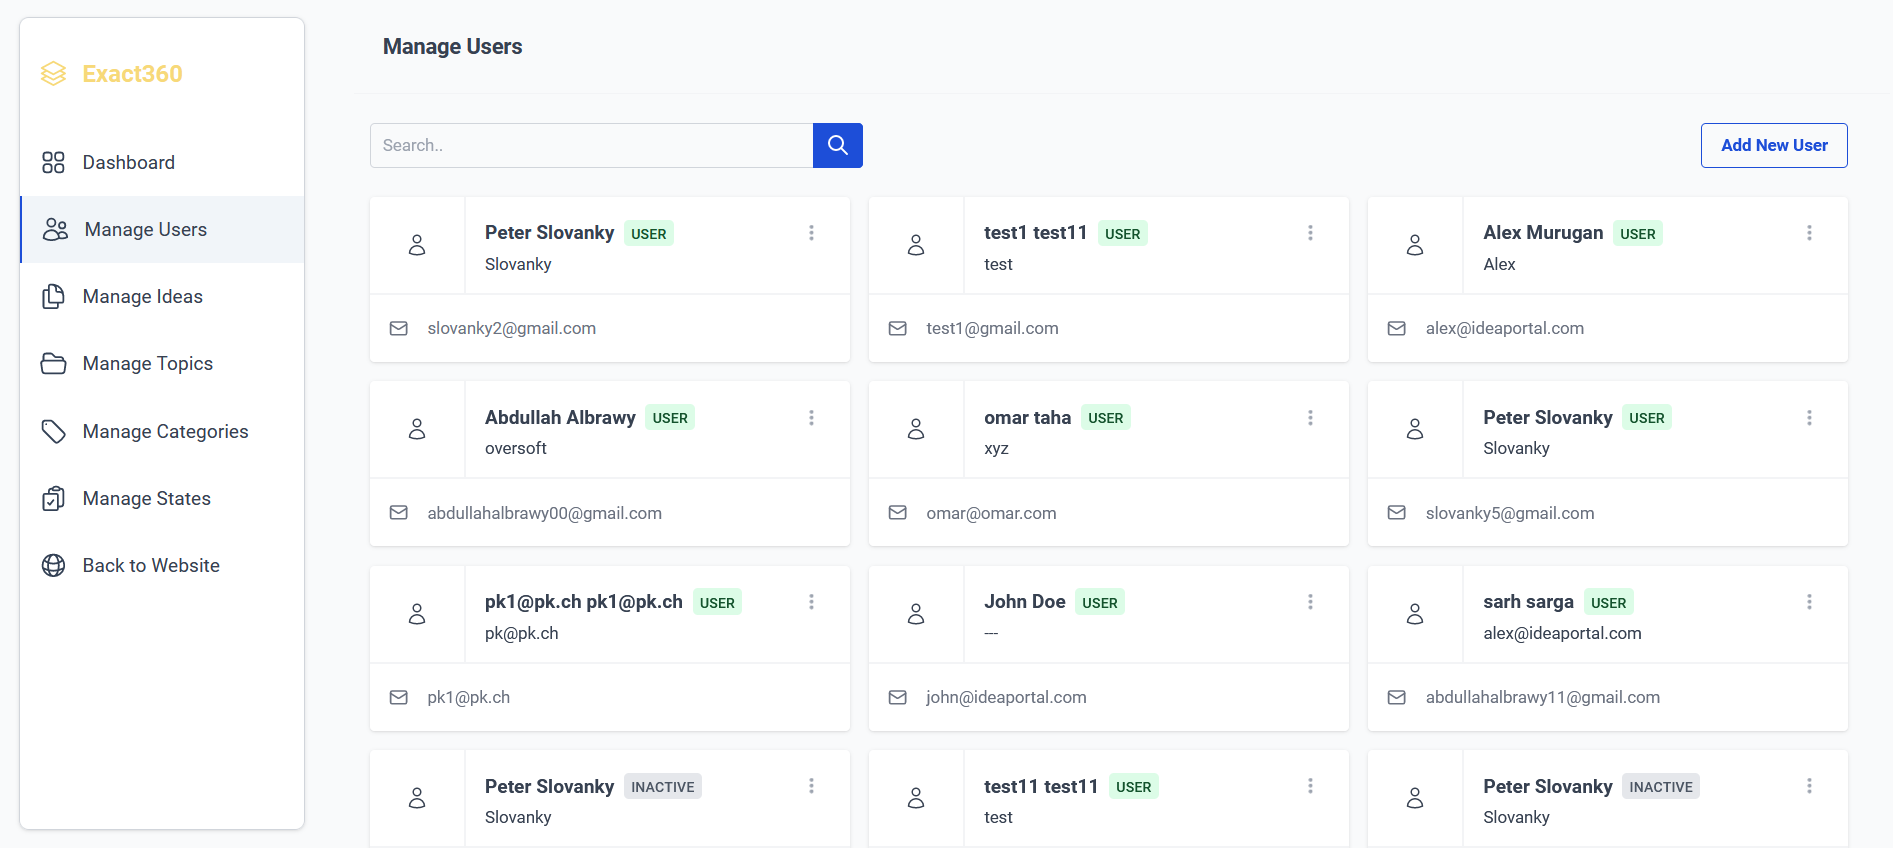 Exact360
Dashboard
Manage Users
Manage Ideas
Manage Topics
Manage Categories
Manage States
Back to Website
Manage Users
Search..
Add New User
Peter Slovanky USER
Slovanky
slovanky2@gmail.com
test1 test11 USER
test
test1@gmail.com
Alex Murugan USER
Alex
alex@ideaportal.com
Abdullah Albrawy USER
oversoft
abdullahalbrawy00@gmail.com
omar taha USER
xyz
omar@omar.com
Peter Slovanky USER
Slovanky
slovanky5@gmail.com
pk1@pk.ch pk1@pk.ch USER
pk@pk.ch
pk1@pk.ch
John Doe USER
---
john@ideaportal.com
sarh sarga USER
alex@ideaportal.com
abdullahalbrawy11@gmail.com
Peter Slovanky INACTIVE
Slovanky
test11 test11 USER
test
Peter Slovanky INACTIVE
Slovanky